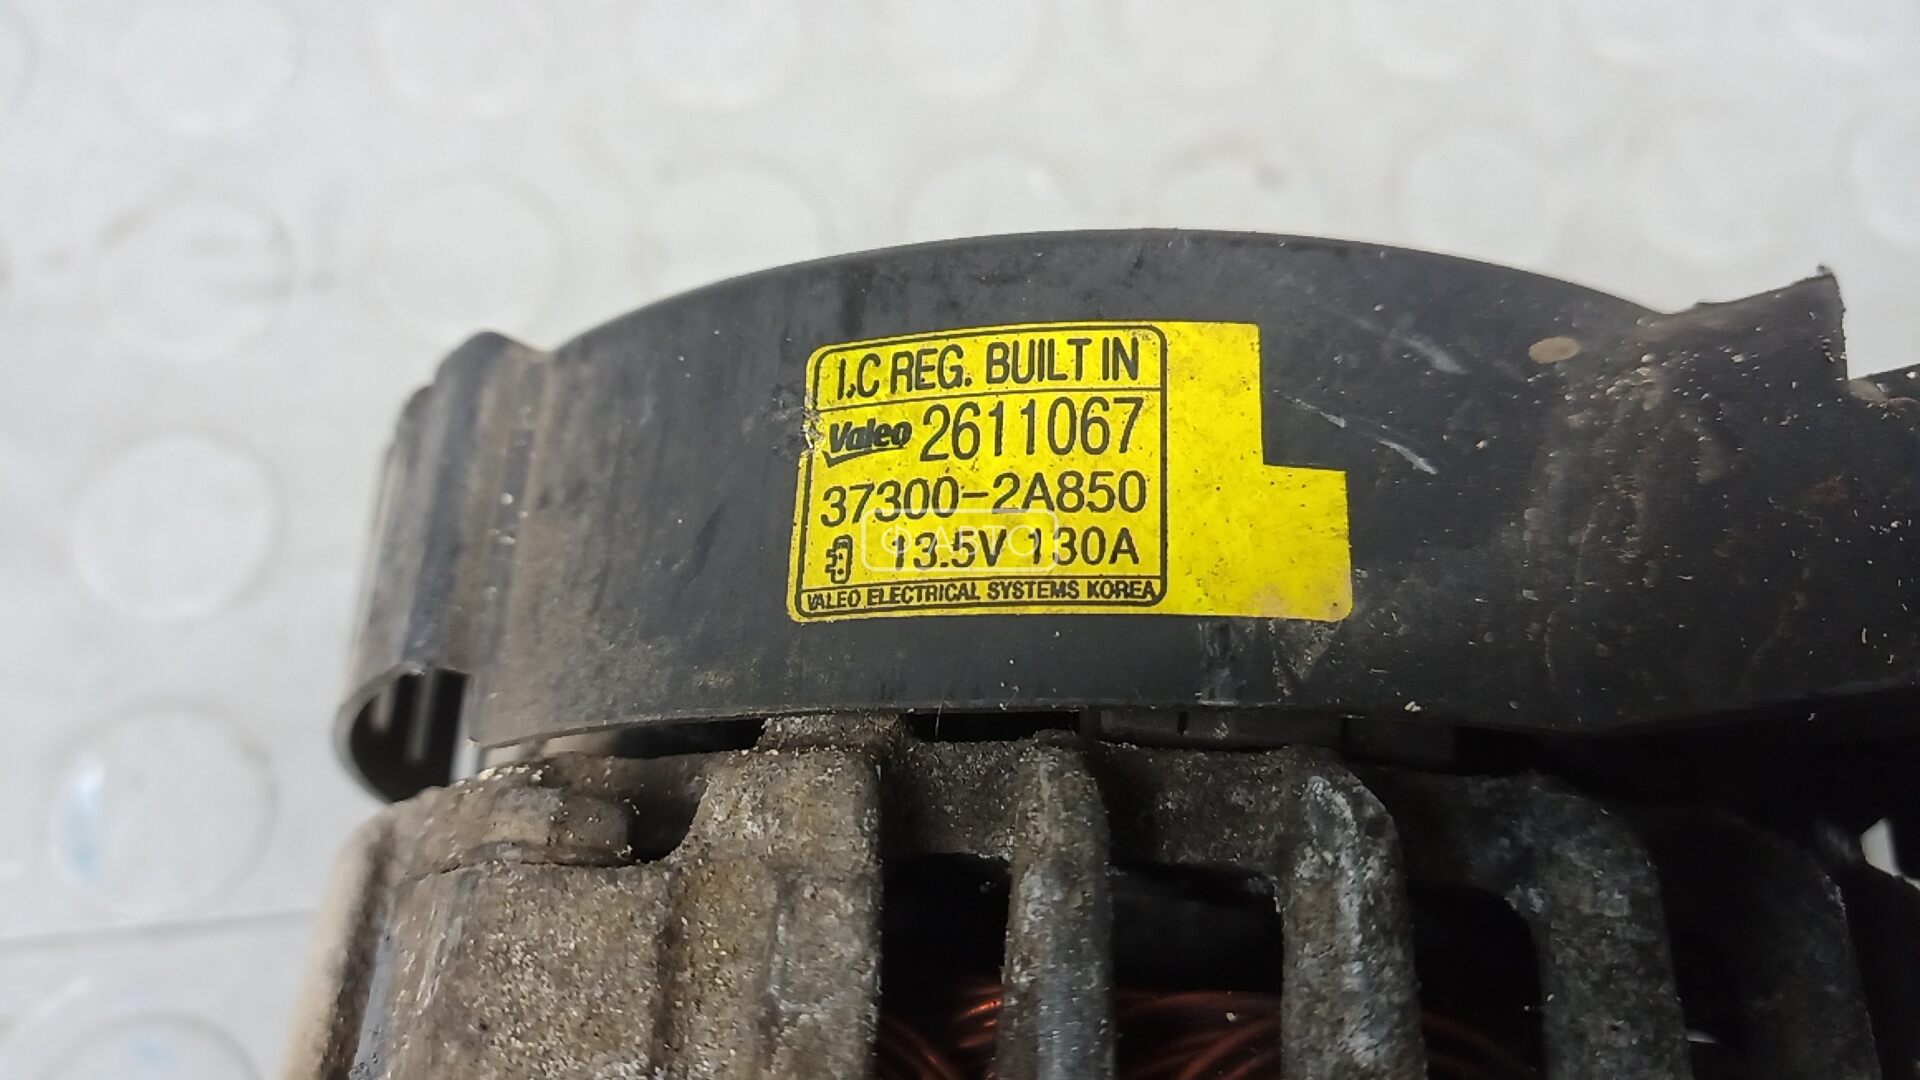 I.C REG. BUILT IN
Valeo 2611067
37300-2A850
13.5V 130A
VALEO ELECTRICAL SYSTEMS KOREA